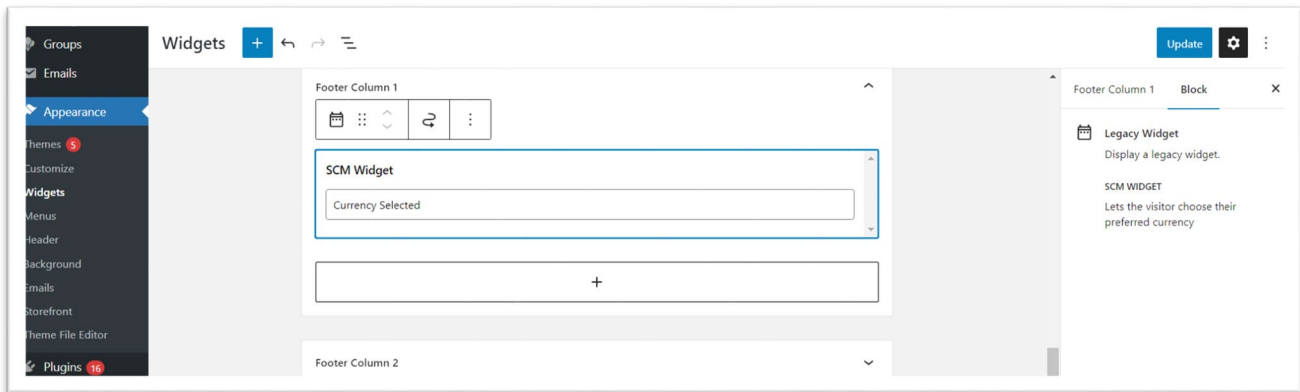 Groups
Emails
Appearance
Themes 5
Customize
Widgets
Menus
Header
Background
Emails
Storefront
Theme File Editor
Plugins 16
Widgets
Update
Footer Column 1
SCM Widget
Currency Selected
Footer Column 2
Footer Column 1 Block
Legacy Widget
Display a legacy widget.
SCM WIDGET
Lets the visitor choose their
preferred currency